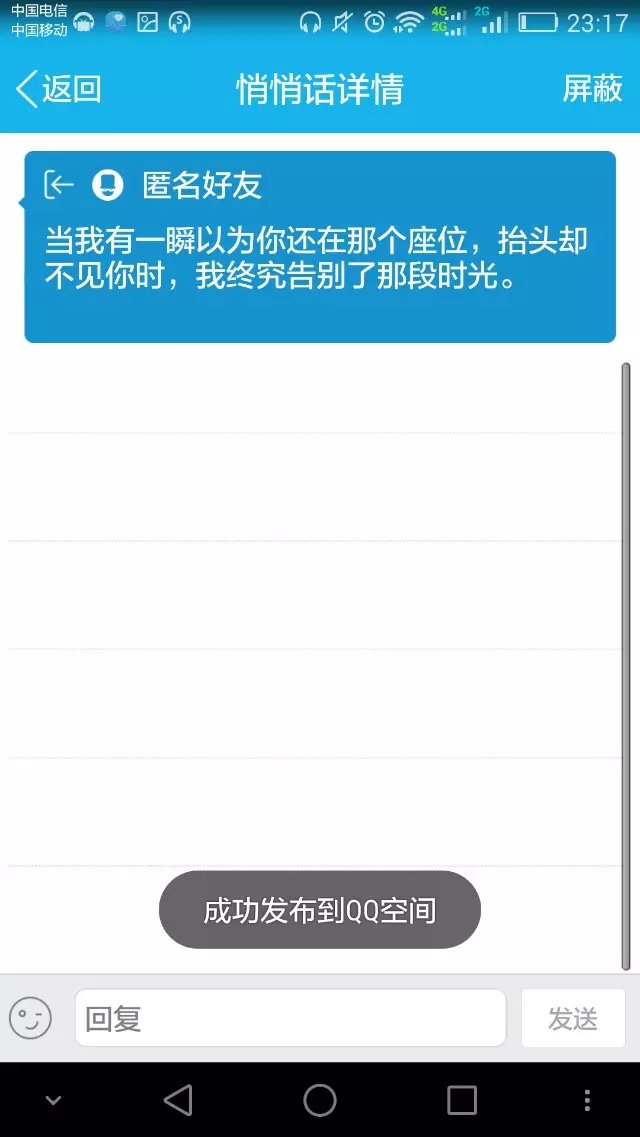 中国电信
中国移动
4G
2G
2G
23:17
返回
悄悄话详情
屏蔽
匿名好友
当我有一瞬以为你还在那个座位，抬头却
不见你时，我终究告别了那段时光。
成功发布到QQ空间
回复
发送